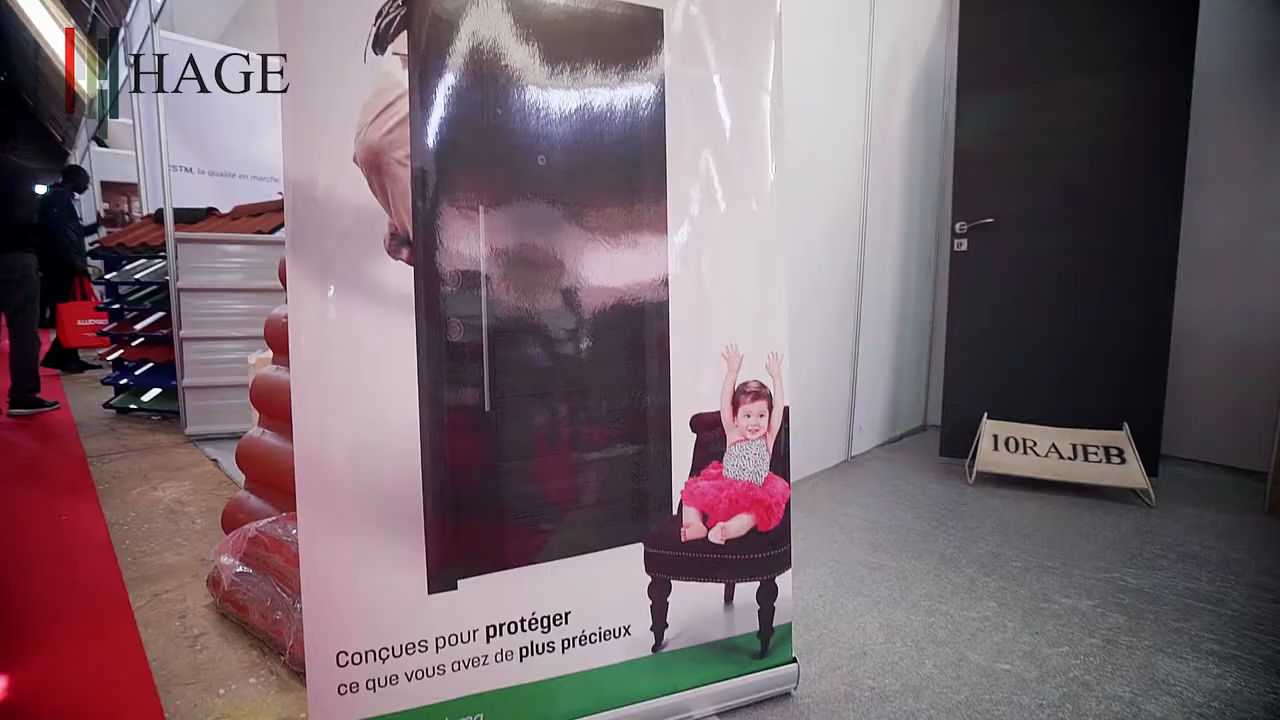 HAGE
STM, la qualité en marche
10RAJEB
Conçues pour protéger
ce que vous avez de plus précieux